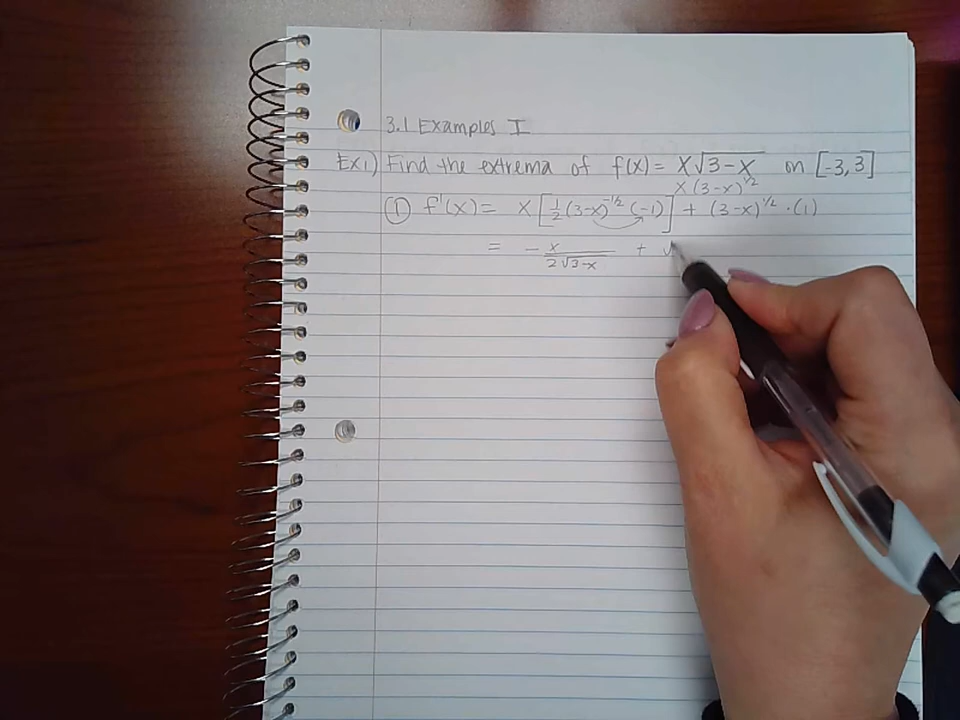 3.1 Examples I
Ex1) Find the extrema of f(x) = x√3-x on [-3,3]
x(3-x)^1/2
① f'(x) = x [1/2 (3-x)^-1/2 (-1)] + (3-x)^1/2 · (1)
= - x/2√3-x + √